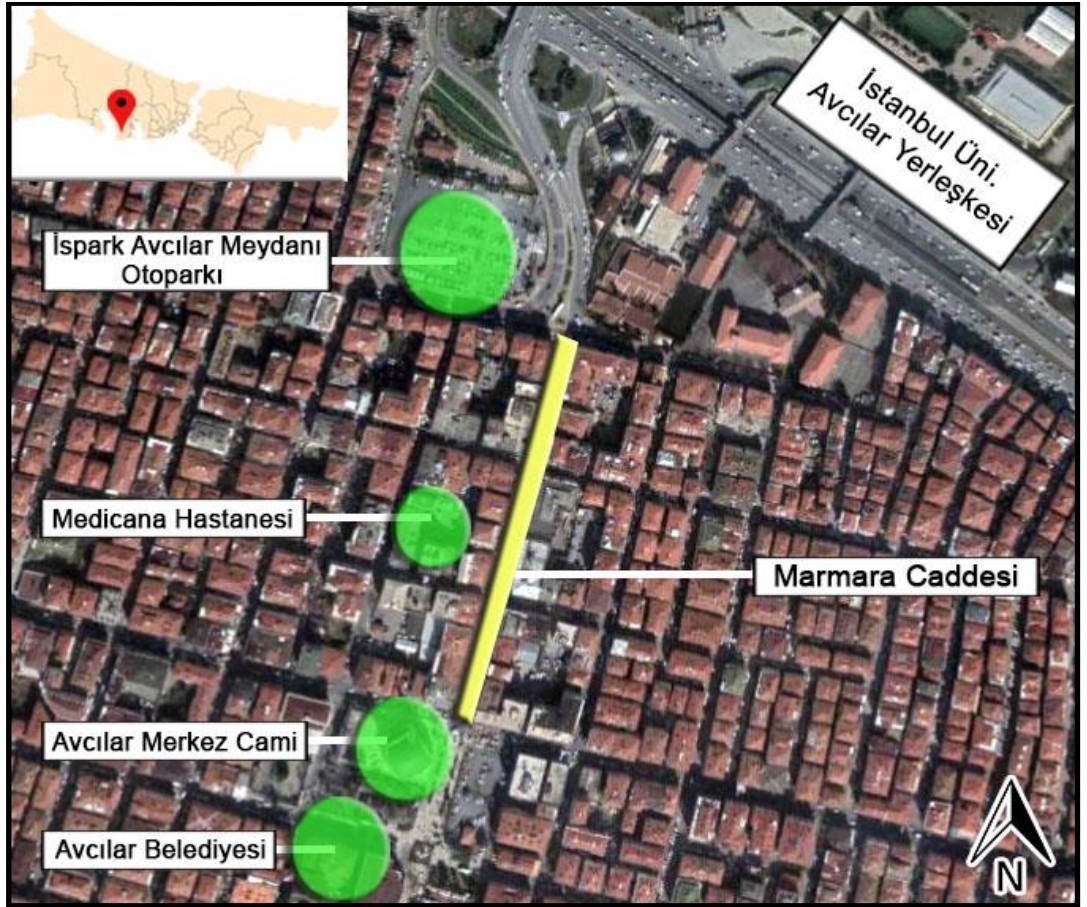 İstanbul Üni.
Avcılar Yerleşkesi
İspark Avcılar Meydanı
Otoparkı
Medicana Hastanesi
Marmara Caddesi
Avcılar Merkez Cami
Avcılar Belediyesi
N